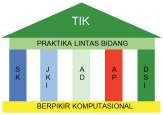 TIK
PRAKTIKA LINTAS BIDANG
SK
JKI
AD
AP
DSI
BERPIKIR KOMPUTASIONAL